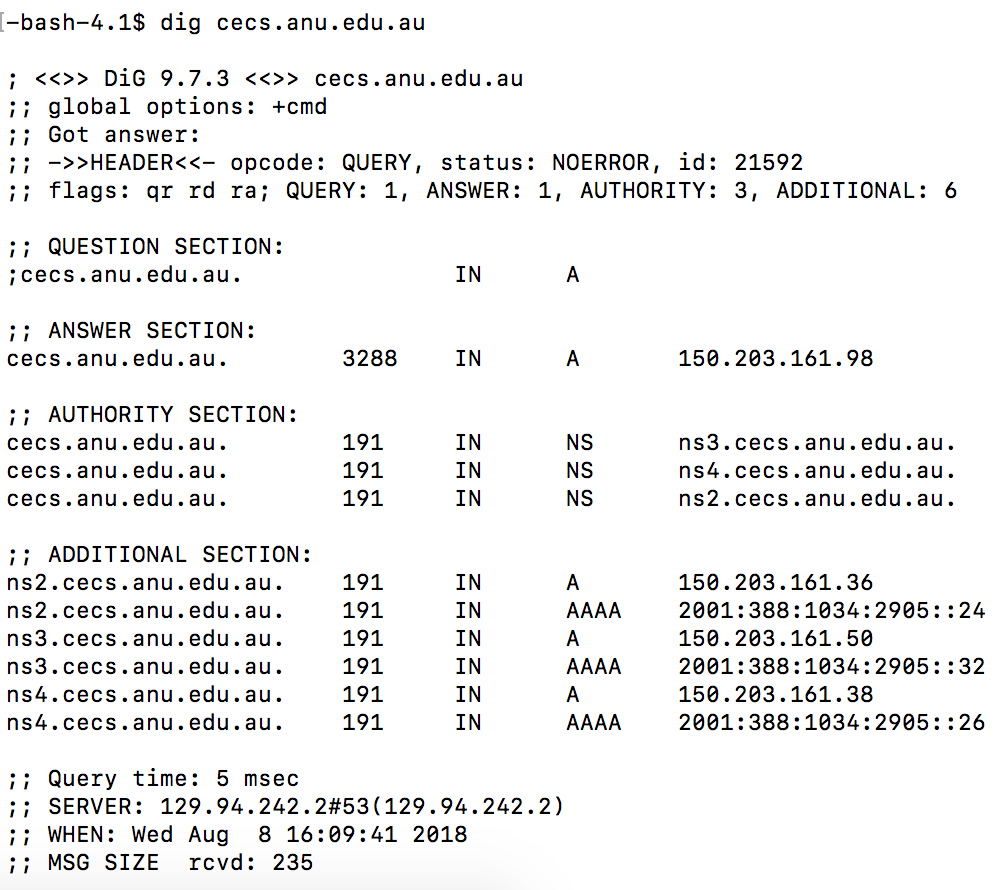 -bash-4.1$ dig cecs.anu.edu.au
; <<>> DiG 9.7.3 <<>> cecs.anu.edu.au
;; global options: +cmd
;; Got answer:
;; ->>HEADER<<- opcode: QUERY, status: NOERROR, id: 21592
;; flags: qr rd ra; QUERY: 1, ANSWER: 1, AUTHORITY: 3, ADDITIONAL: 6
;; QUESTION SECTION:
;cecs.anu.edu.au. IN A
;; ANSWER SECTION:
cecs.anu.edu.au. 3288 IN A 150.203.161.98
;; AUTHORITY SECTION:
cecs.anu.edu.au. 191 IN NS ns3.cecs.anu.edu.au.
cecs.anu.edu.au. 191 IN NS ns4.cecs.anu.edu.au.
cecs.anu.edu.au. 191 IN NS ns2.cecs.anu.edu.au.
;; ADDITIONAL SECTION:
ns2.cecs.anu.edu.au. 191 IN A 150.203.161.36
ns2.cecs.anu.edu.au. 191 IN AAAA 2001:388:1034:2905::24
ns3.cecs.anu.edu.au. 191 IN A 150.203.161.50
ns3.cecs.anu.edu.au. 191 IN AAAA 2001:388:1034:2905::32
ns4.cecs.anu.edu.au. 191 IN A 150.203.161.38
ns4.cecs.anu.edu.au. 191 IN AAAA 2001:388:1034:2905::26
;; Query time: 5 msec
;; SERVER: 129.94.242.2#53(129.94.242.2)
;; WHEN: Wed Aug  8 16:09:41 2018
;; MSG SIZE  rcvd: 235